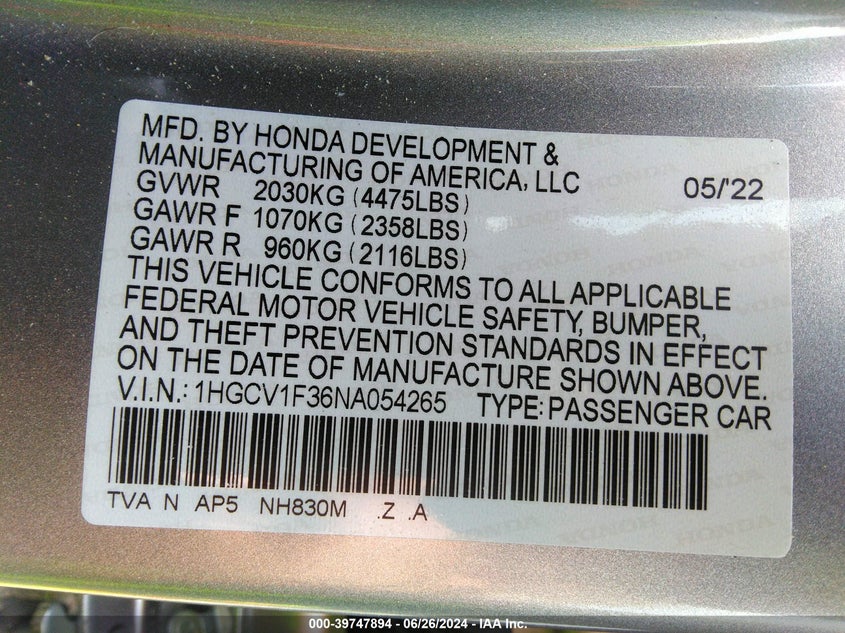 MFD. BY HONDA DEVELOPMENT &
MANUFACTURING OF AMERICA, LLC
GVWR 2030KG (4475LBS) 05/'22
GAWR F 1070KG (2358LBS)
GAWR R 960KG (2116LBS)
THIS VEHICLE CONFORMS TO ALL APPLICABLE
FEDERAL MOTOR VEHICLE SAFETY, BUMPER,
AND THEFT PREVENTION STANDARDS IN EFFECT
ON THE DATE OF MANUFACTURE SHOWN ABOVE.
V.I.N.: 1HGCV1F36NA054265 TYPE: PASSENGER CAR
TVA N AP5 NH830M .Z .A
000-39747894 - 06/26/2024 - IAA Inc.